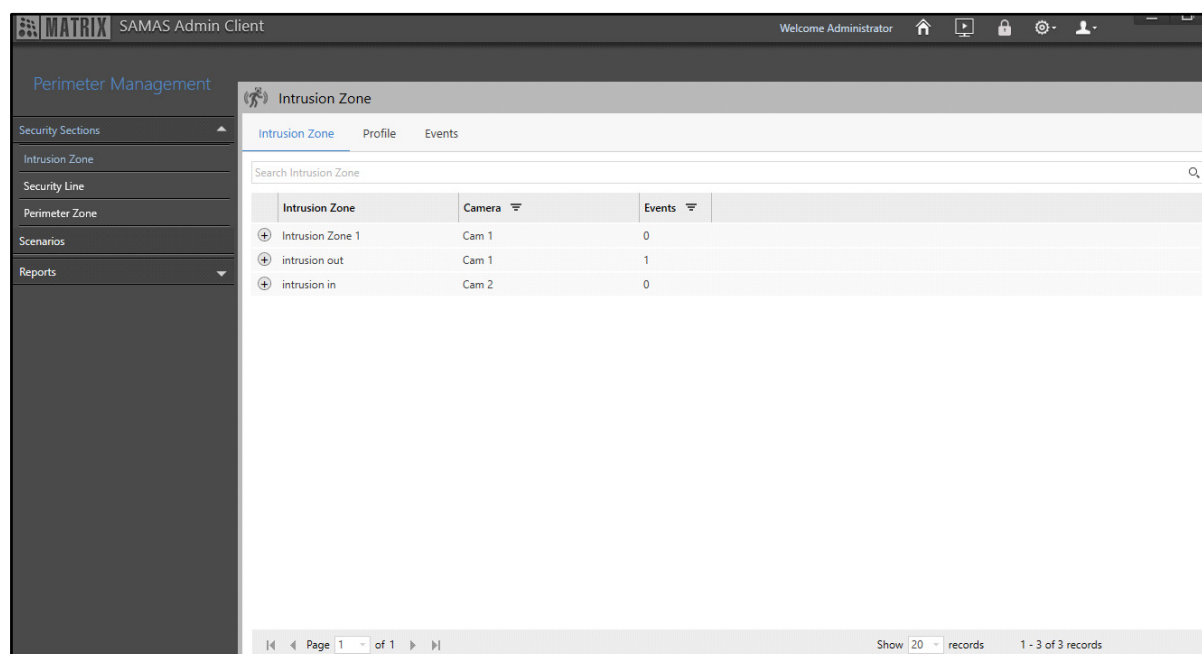 MATRIX SAMAS Admin Client Welcome Administrator
Perimeter Management
Security Sections
Intrusion Zone
Security Line
Perimeter Zone
Scenarios
Reports
Intrusion Zone
Intrusion Zone Profile Events
Search Intrusion Zone
Intrusion Zone Camera Events
Intrusion Zone 1 Cam 1 0
intrusion out Cam 1 1
intrusion in Cam 2 0
Page 1 of 1 Show 20 records 1 - 3 of 3 records